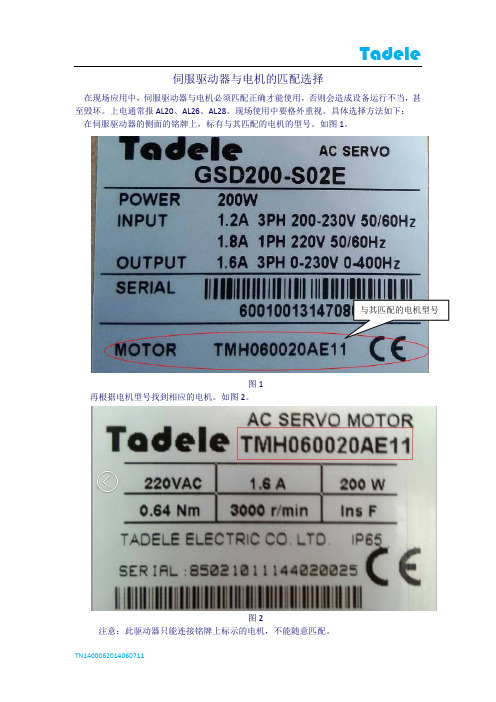 Tadele
伺服驱动器与电机的匹配选择
在现场应用中，伺服驱动器与电机必须匹配正确才能使用，否则会造成设备运行不当，甚
至毁坏。上电通常报 AL20、AL26、AL28。现场使用中要格外重视。具体选择方法如下：
在伺服驱动器的侧面的铭牌上，标有与其匹配的电机的型号。如图 1。
Tadele AC SERVO
GSD200-S02E
POWER 200W
INPUT 1.2A 3PH 200-230V 50/60Hz
1.8A 1PH 220V 50/60Hz
OUTPUT 1.6A 3PH 0-230V 0-400Hz
SERIAL
与其匹配的电机型号
MOTOR TMH060020AE11 CE
图 1
再根据电机型号找到相应的电机。如图 2。
AC SERVO MOTOR
Tadele TMH060020AE11
220VAC 1.6 A 200 W
0.64 Nm 3000 r/min Ins F
TADELE ELECTRIC CO. LTD. IP65
SERIAL:85021011144020025 CE
图 2
注意：此驱动器只能连接铭牌上标示的电机，不能随意匹配。
TN1400062014060711